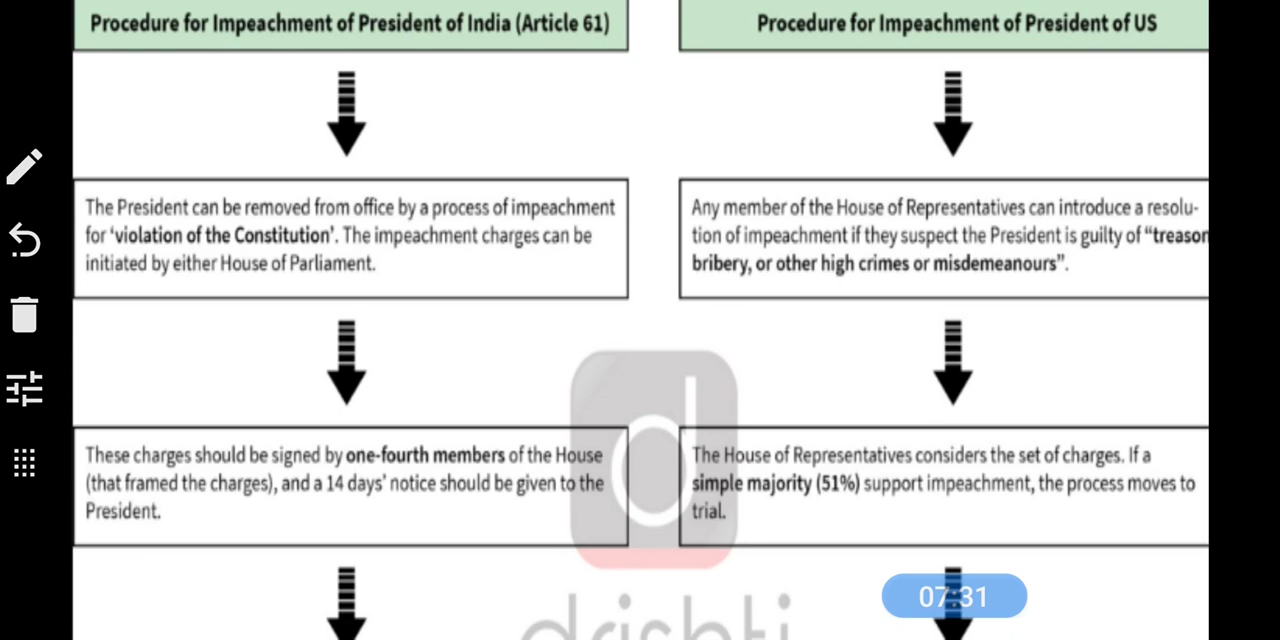 Procedure for Impeachment of President of India (Article 61)
The President can be removed from office by a process of impeachment
for ‘violation of the Constitution’. The impeachment charges can be
initiated by either House of Parliament.
These charges should be signed by one-fourth members of the House
(that framed the charges), and a 14 days’ notice should be given to the
President.
Procedure for Impeachment of President of US
Any member of the House of Representatives can introduce a resolu-
tion of impeachment if they suspect the President is guilty of “treason
bribery, or other high crimes or misdemeanours”.
The House of Representatives considers the set of charges. If a
simple majority (51%) support impeachment, the process moves to
trial.
drishti
07:31